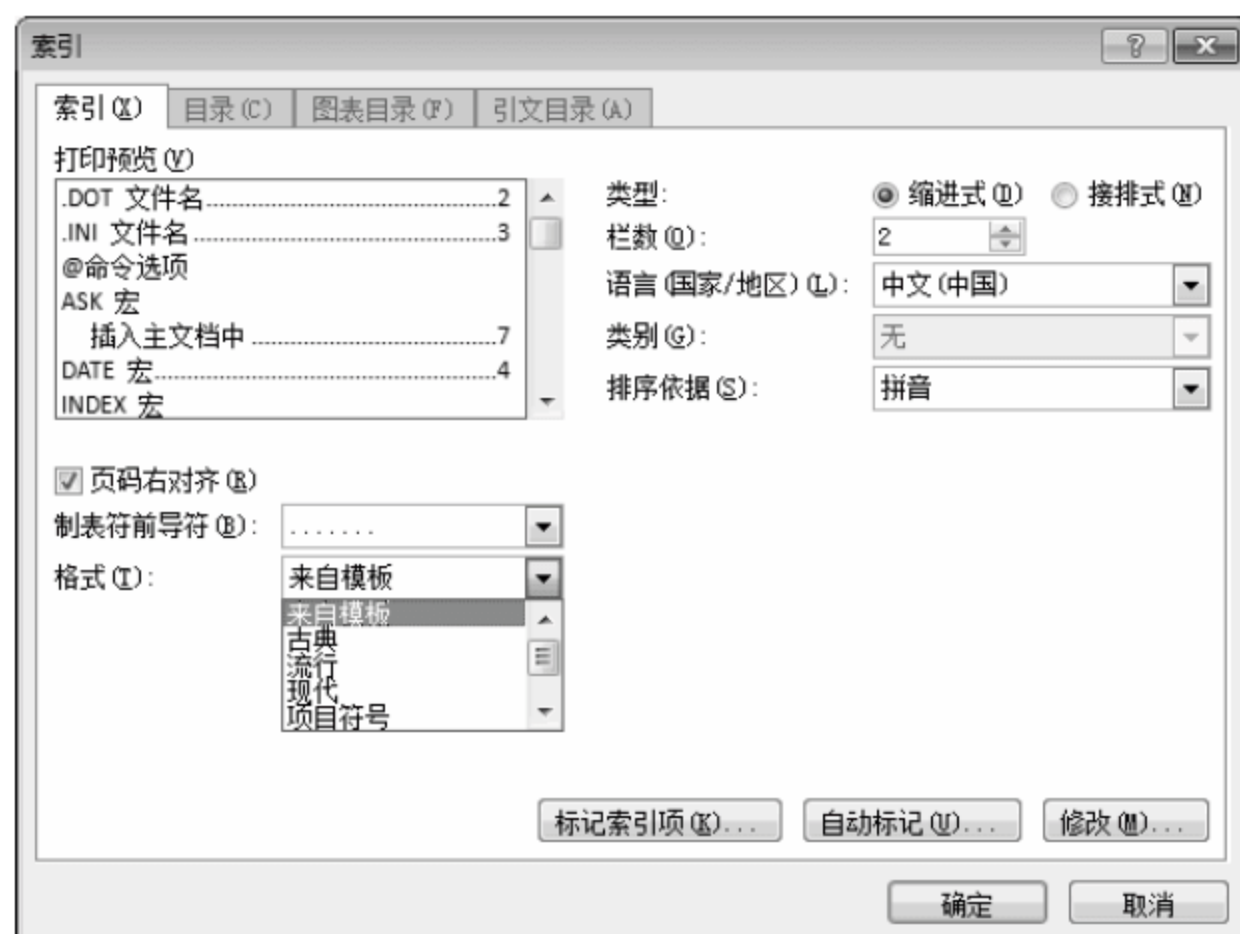 索引
索引(X) 目录(C) 图表目录(F) 引文目录(A)
打印预览(V)
.DOT 文件名.......................................2
.INI 文件名.........................................3
@命令选项
ASK 宏
插入主文档中.................................7
DATE 宏..............................................4
INDEX 宏
类型: 缩进式(D) 接排式(N)
栏数(O): 2
语言(国家/地区)(L): 中文(中国)
类别(G): 无
排序依据(S): 拼音
页码右对齐(R)
制表符前导符(B): .......
格式(T): 来自模板
来自模板
古典
流行
现代
项目符号
标记索引项(K)... 自动标记(U)... 修改(M)...
确定 取消